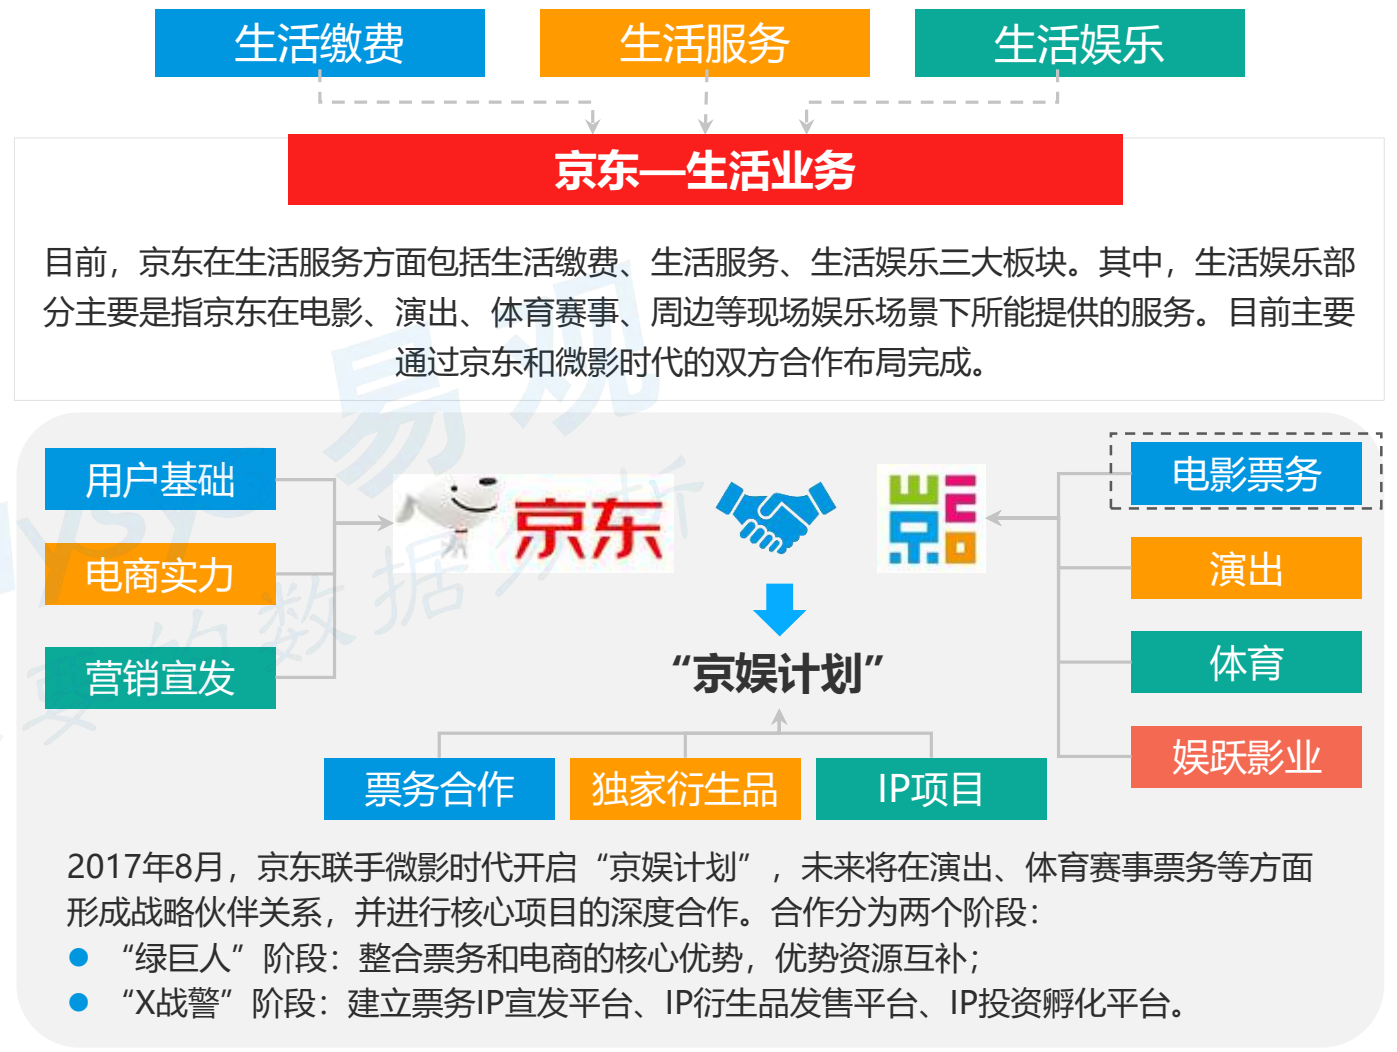 生活缴费
生活服务
生活娱乐
京东—生活业务
目前，京东在生活服务方面包括生活缴费、生活服务、生活娱乐三大板块。其中，生活娱乐部
分主要是指京东在电影、演出、体育赛事、周边等现场娱乐场景下所能提供的服务。目前主要
通过京东和微影时代的双方合作布局完成。
易观
用户基础
电商实力
营销宣发
京东
电影票务
演出
体育
娱跃影业
“京娱计划”
票务合作
独家衍生品
IP项目
2017年8月，京东联手微影时代开启“京娱计划”，未来将在演出、体育赛事票务等方面
形成战略伙伴关系，并进行核心项目的深度合作。合作分为两个阶段：
“绿巨人”阶段：整合票务和电商的核心优势，优势资源互补；
“X战警”阶段：建立票务IP宣发平台、IP衍生品发售平台、IP投资孵化平台。